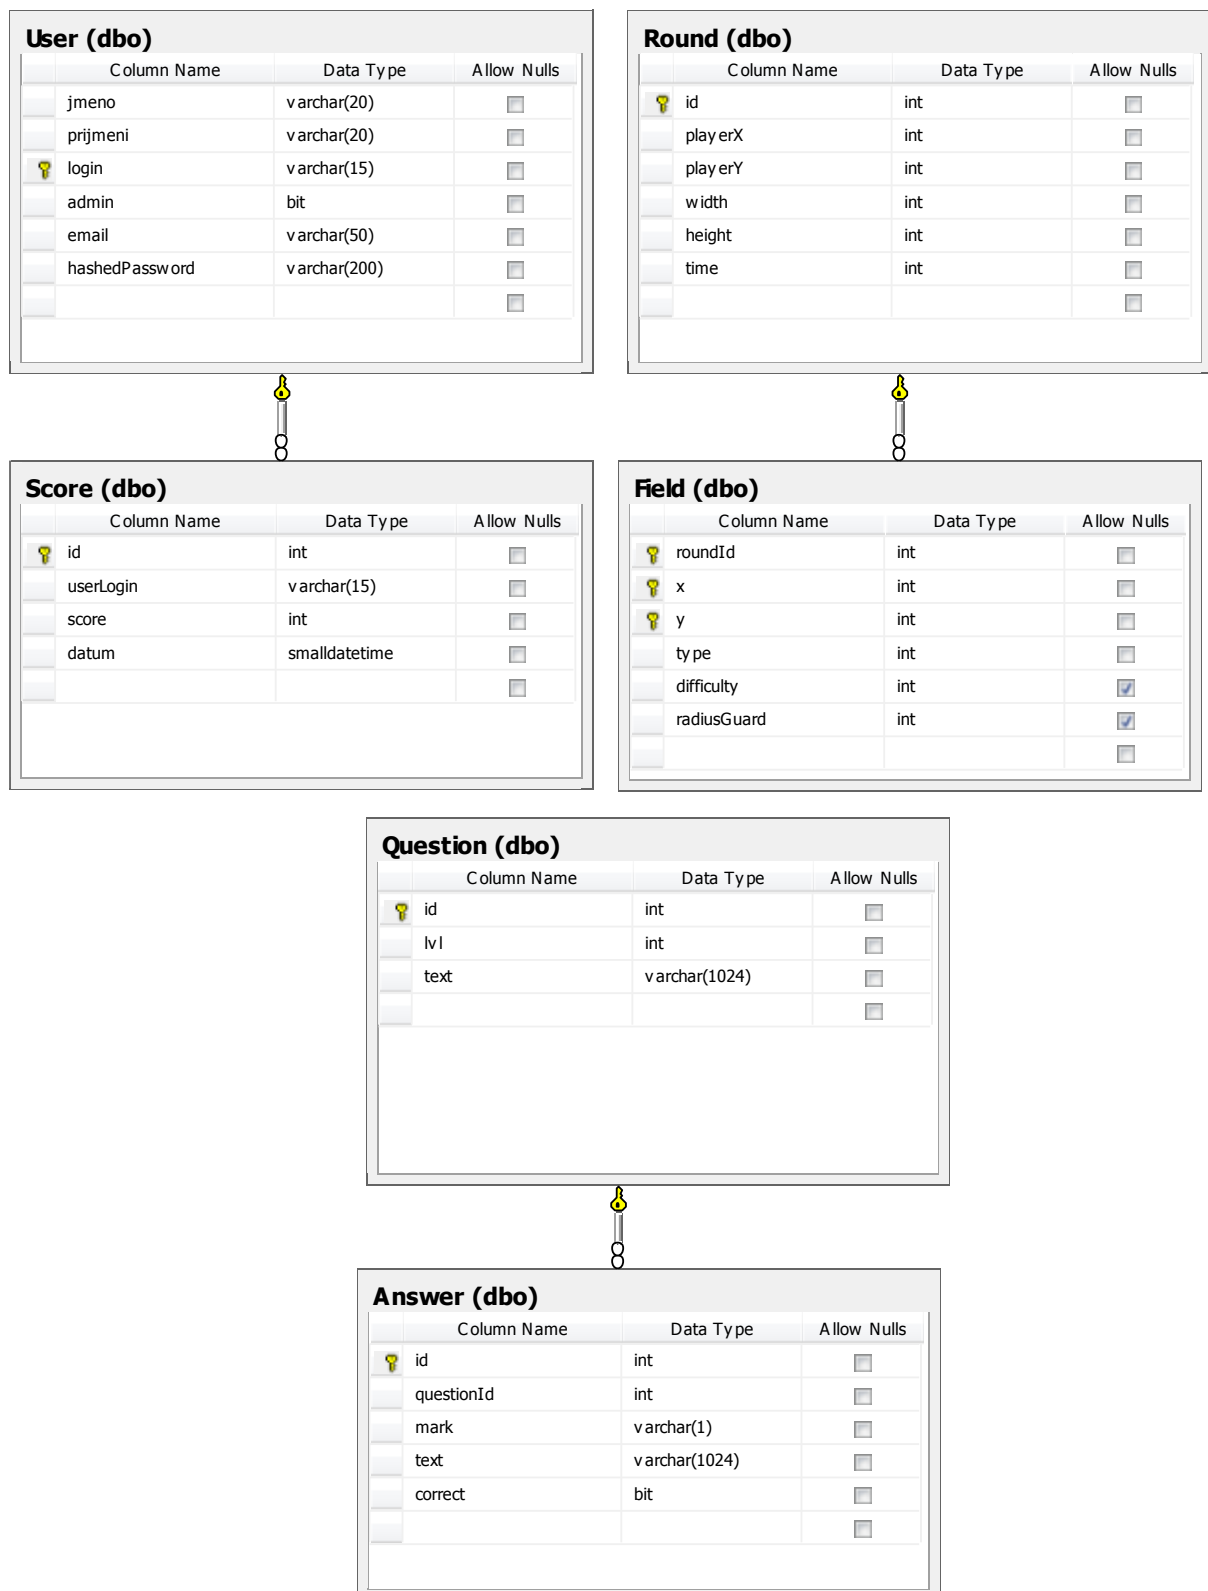 User (dbo)
Column Name Data Type Allow Nulls
jmeno varchar(20)
prijmeni varchar(20)
login varchar(15)
admin bit
email varchar(50)
hashedPassword varchar(200)
Round (dbo)
Column Name Data Type Allow Nulls
id int
playerX int
playerY int
width int
height int
time int
Score (dbo)
Column Name Data Type Allow Nulls
id int
userLogin varchar(15)
score int
datum smalldatetime
Field (dbo)
Column Name Data Type Allow Nulls
roundId int
x int
y int
type int
difficulty int
radiusGuard int
Question (dbo)
Column Name Data Type Allow Nulls
id int
lvl int
text varchar(1024)
Answer (dbo)
Column Name Data Type Allow Nulls
id int
questionId int
mark varchar(1)
text varchar(1024)
correct bit